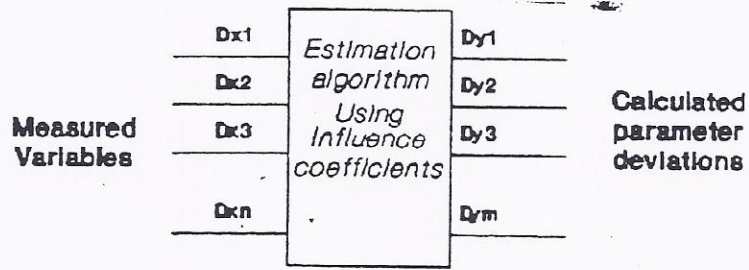 Measured
Variables
Dx1
Dx2
Dx3
Dxn
Estimation
algorithm
Using
Influence
coefficients
Dy1
Dy2
Dy3
Dym
Calculated
parameter
deviations